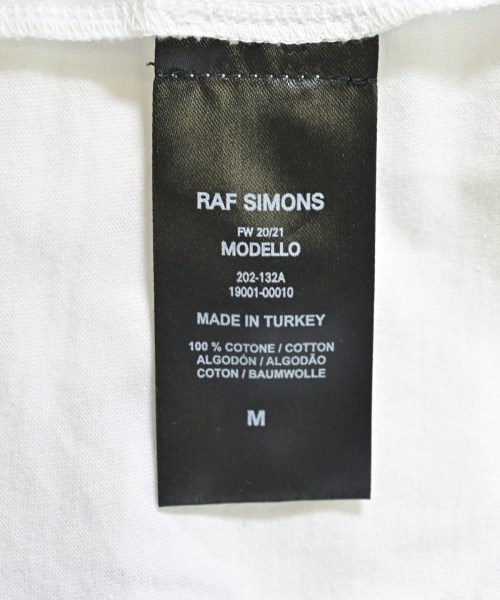 RAF SIMONS
FW 20/21
MODELLO
202-132A
19001-00010
MADE IN TURKEY
100 % COTONE / COTTON
ALGODÓN / ALGODÃO
COTON / BAUMWOLLE
M